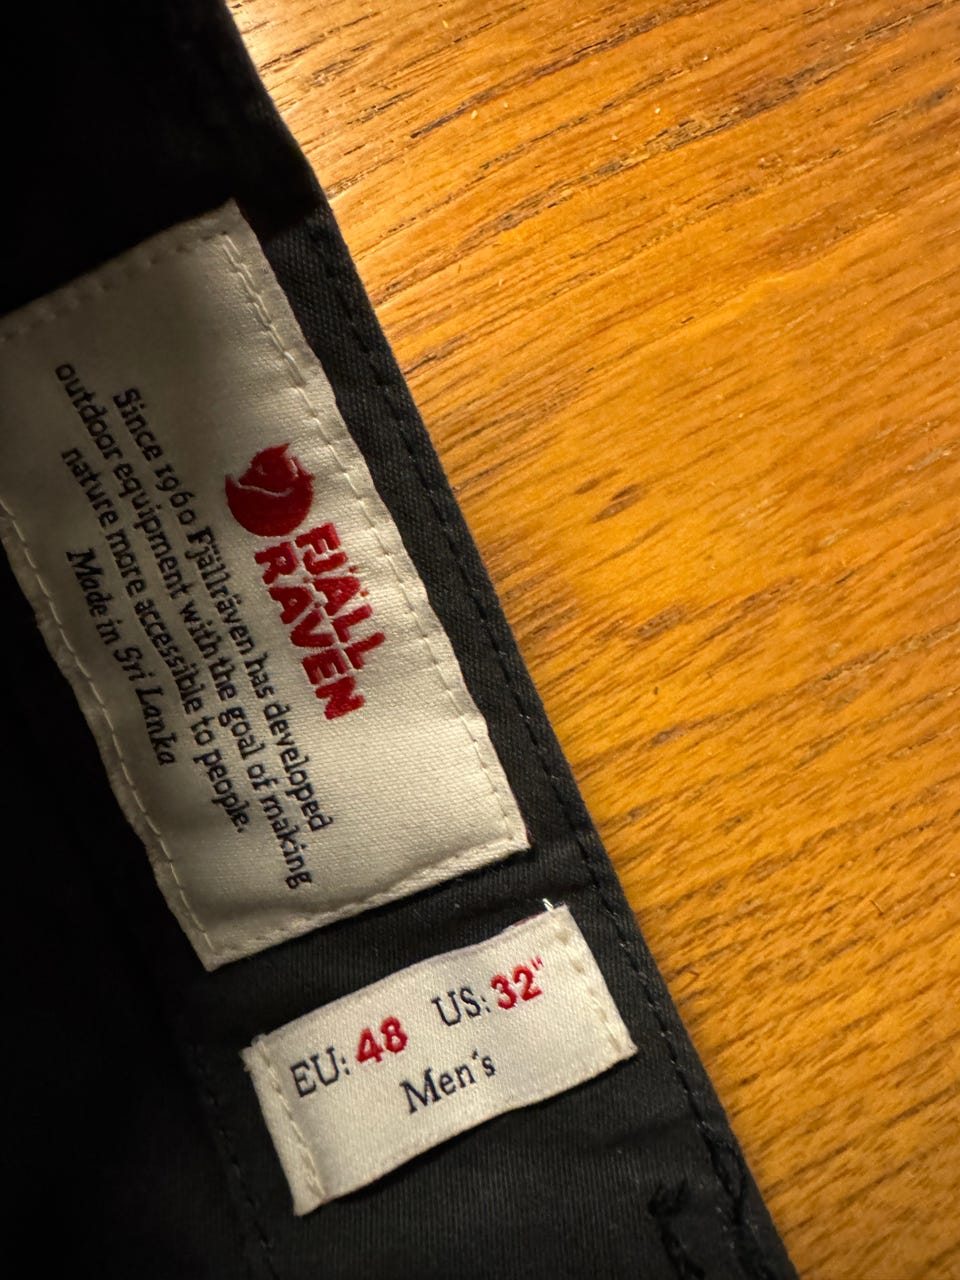 FJÄLL
RÄVEN
Since 1960 Fjällräven has developed
outdoor equipment with the goal of making
nature more accessible to people.
Made in Sri Lanka
EU: 48 US: 32"
Men's